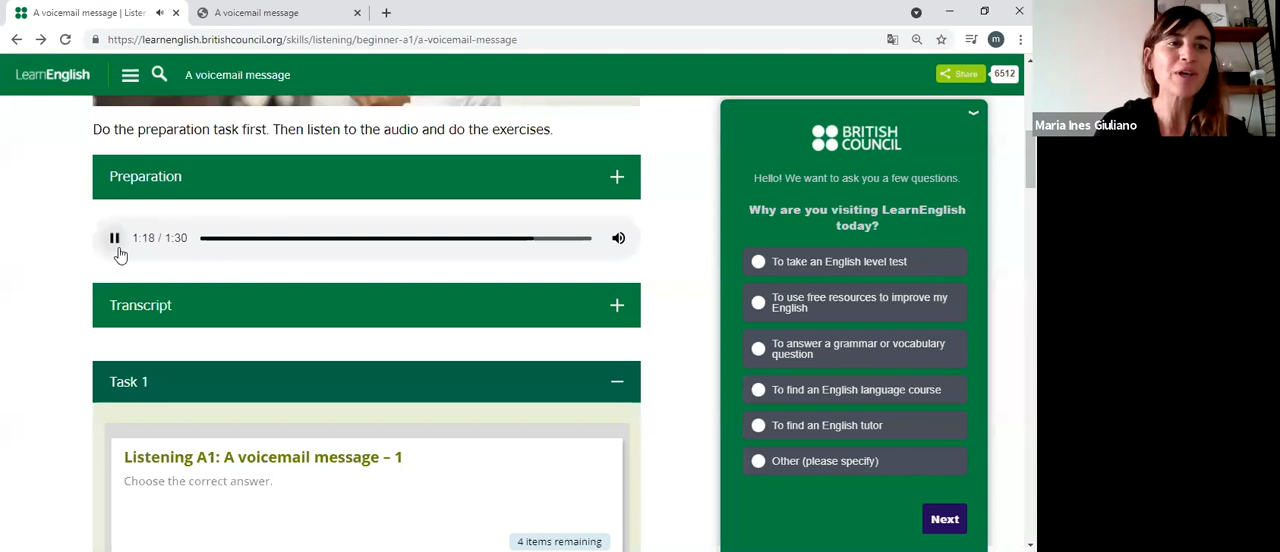 A voicemail message | Lister
A voicemail message
https://learnenglish.britishcouncil.org/skills/listening/beginner-a1/a-voicemail-message
m
LearnEnglish
A voicemail message
Share
6512
Maria Ines Giuliano
Do the preparation task first. Then listen to the audio and do the exercises.
Preparation
1:18 / 1:30
Transcript
Task 1
Listening A1: A voicemail message – 1
Choose the correct answer.
4 items remaining
BRITISH
COUNCIL
Hello! We want to ask you a few questions.
Why are you visiting LearnEnglish
today?
To take an English level test
To use free resources to improve my
English
To answer a grammar or vocabulary
question
To find an English language course
To find an English tutor
Other (please specify)
Next